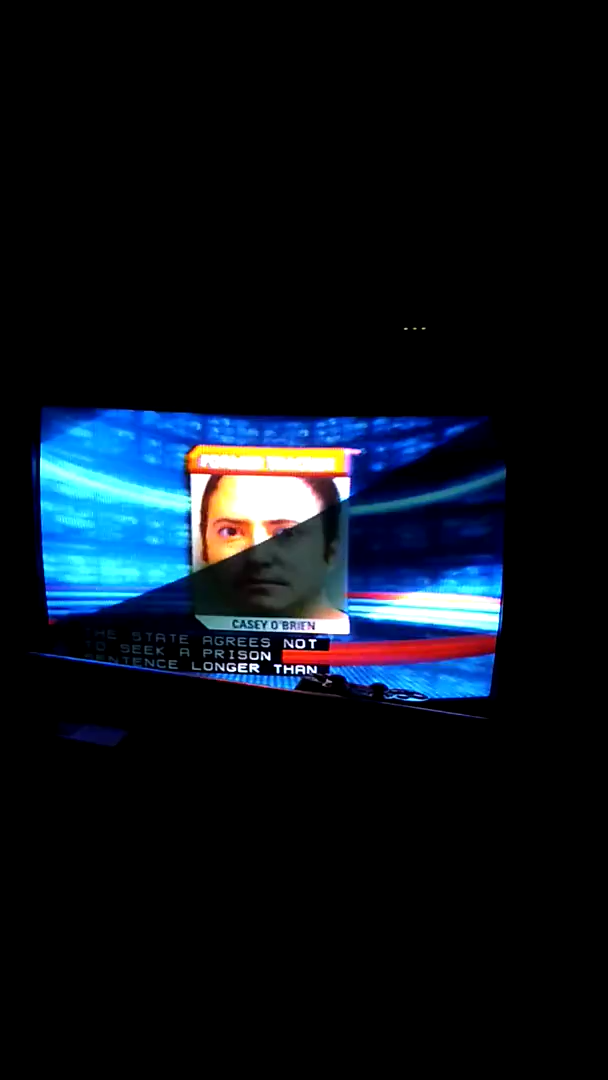 CASEY O'BRIEN
THE STATE AGREES NOT
TO SEEK A PRISON
SENTENCE LONGER THAN